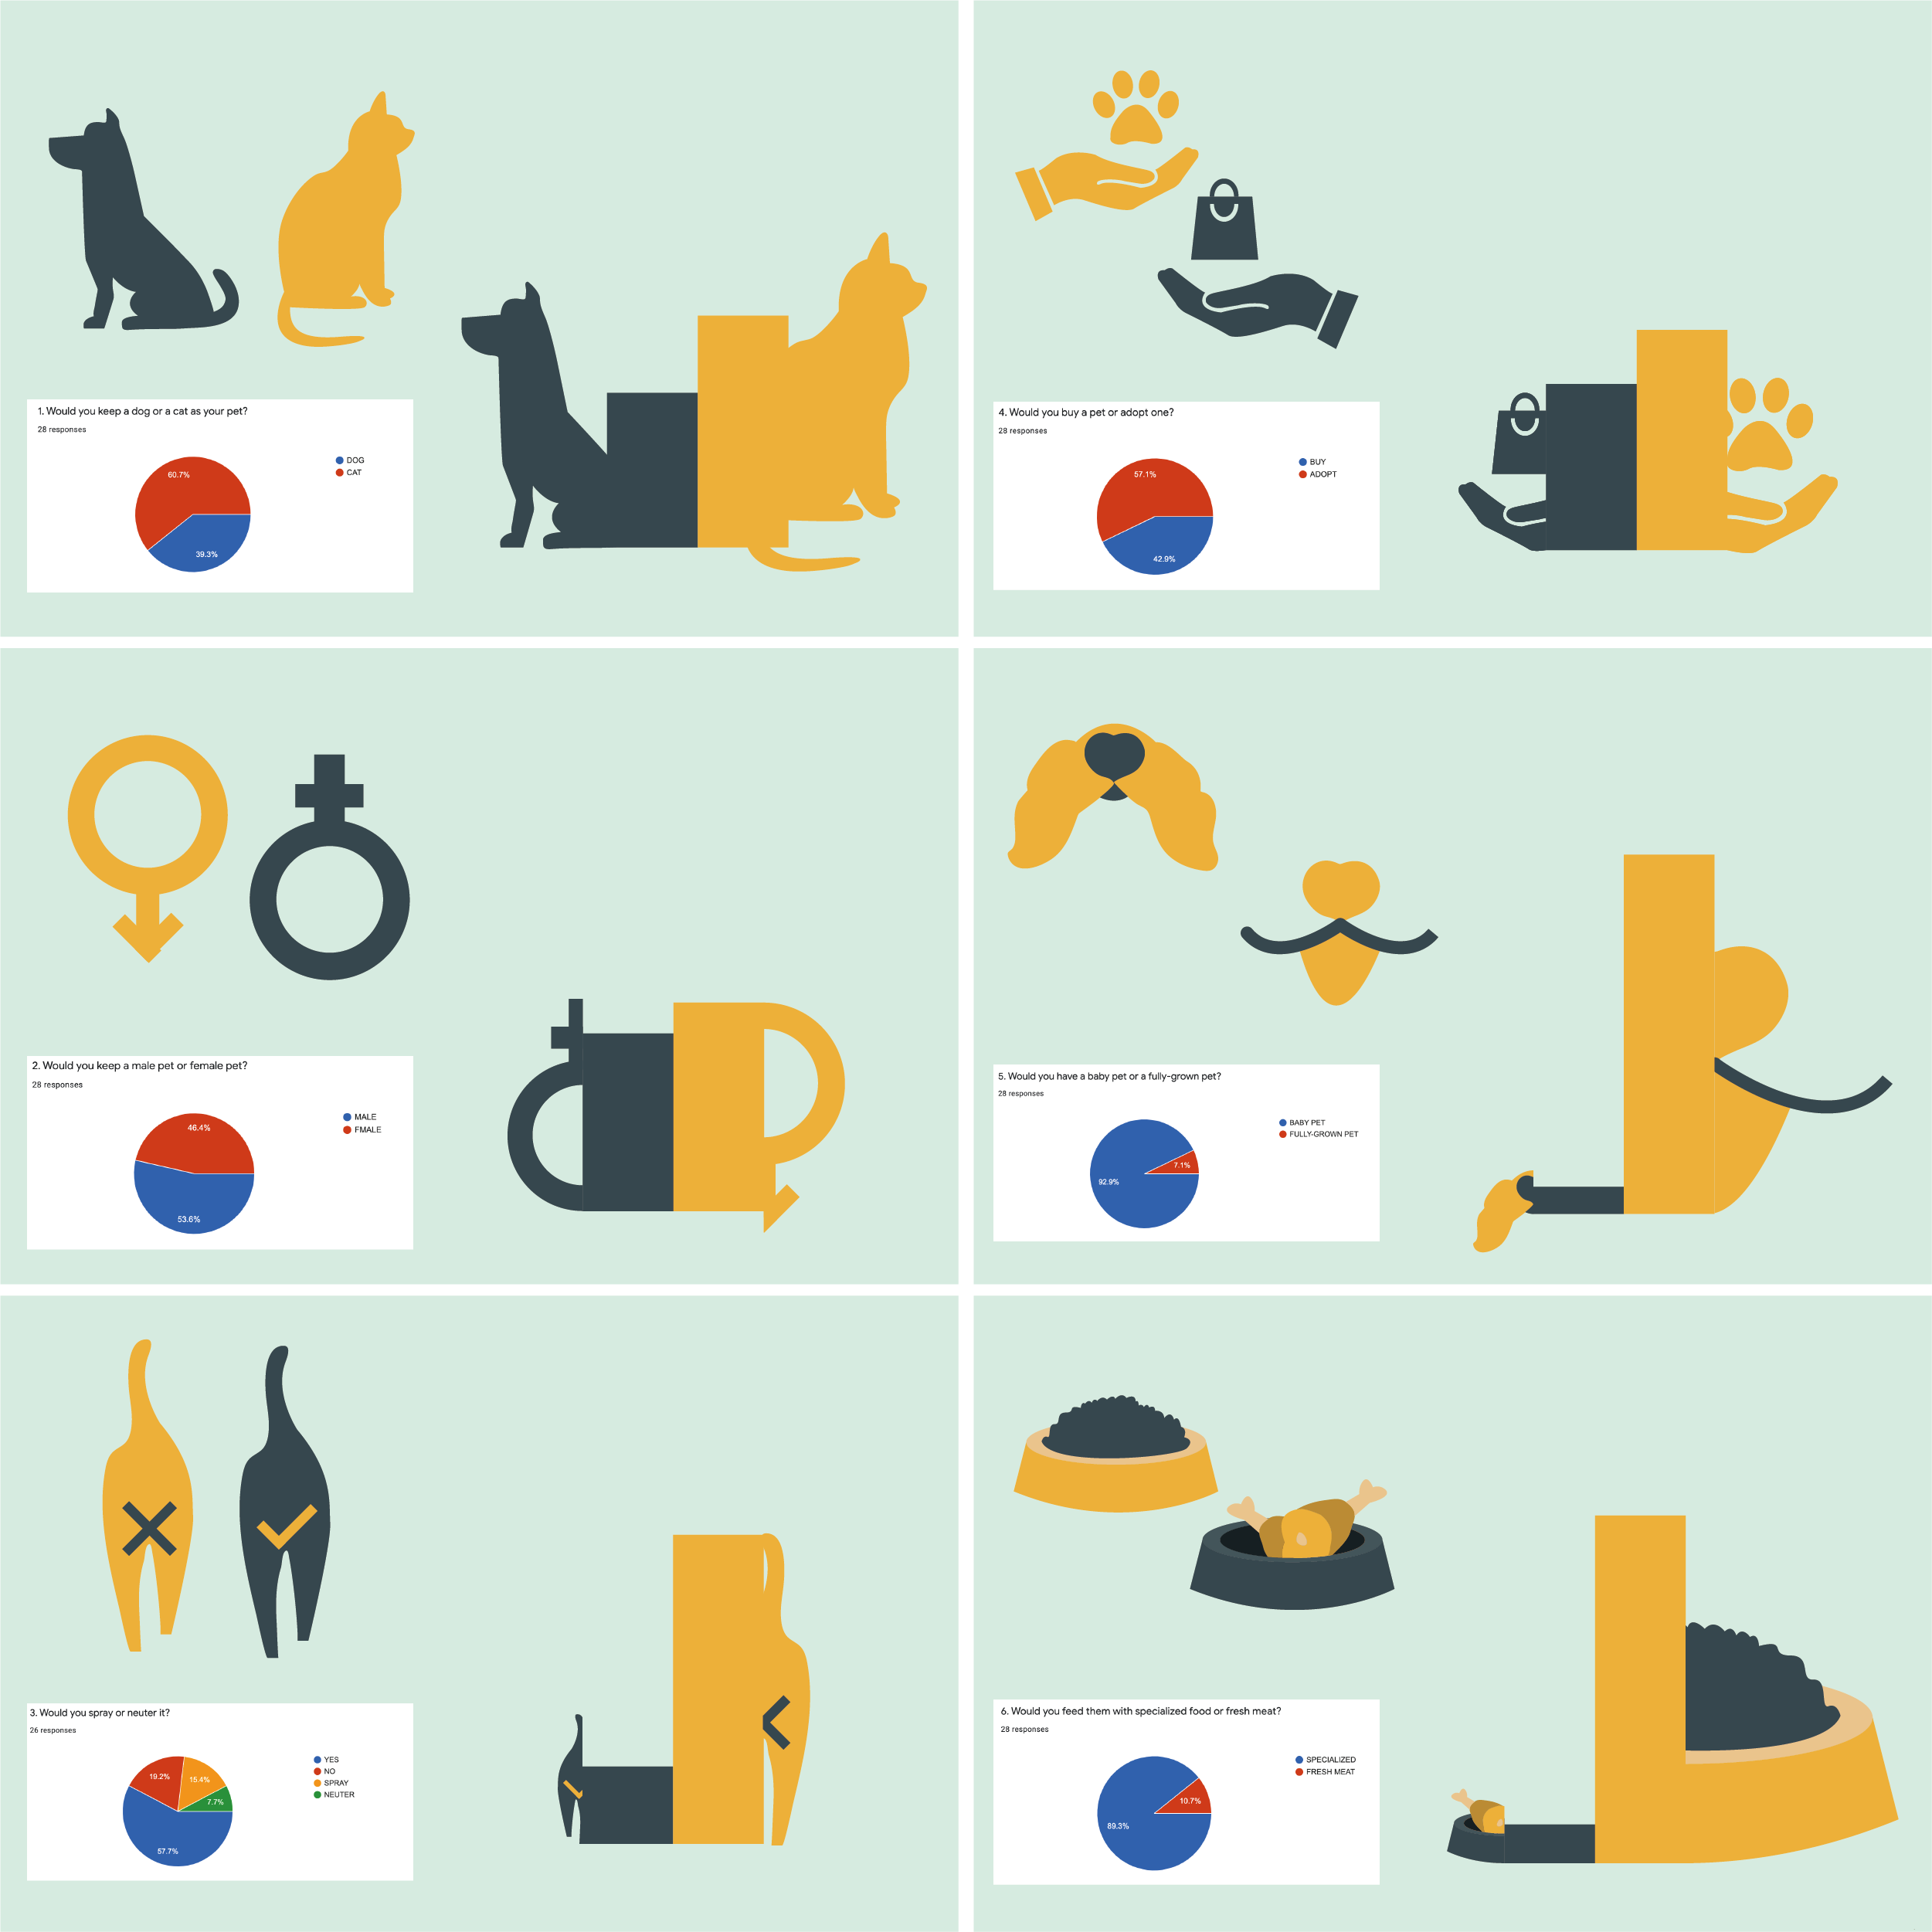 1. Would you keep a dog or a cat as your pet?
28 responses
DOG
CAT
60.7%
39.3%
4. Would you buy a pet or adopt one?
28 responses
BUY
ADOPT
57.1%
42.9%
2. Would you keep a male pet or female pet?
28 responses
MALE
FMALE
46.4%
53.6%
5. Would you have a baby pet or a fully-grown pet?
28 responses
BABY PET
FULLY-GROWN PET
7.1%
92.9%
3. Would you spray or neuter it?
26 responses
YES
NO
SPRAY
NEUTER
19.2%
15.4%
7.7%
57.7%
6. Would you feed them with specialized food or fresh meat?
28 responses
SPECIALIZED
FRESH MEAT
10.7%
89.3%